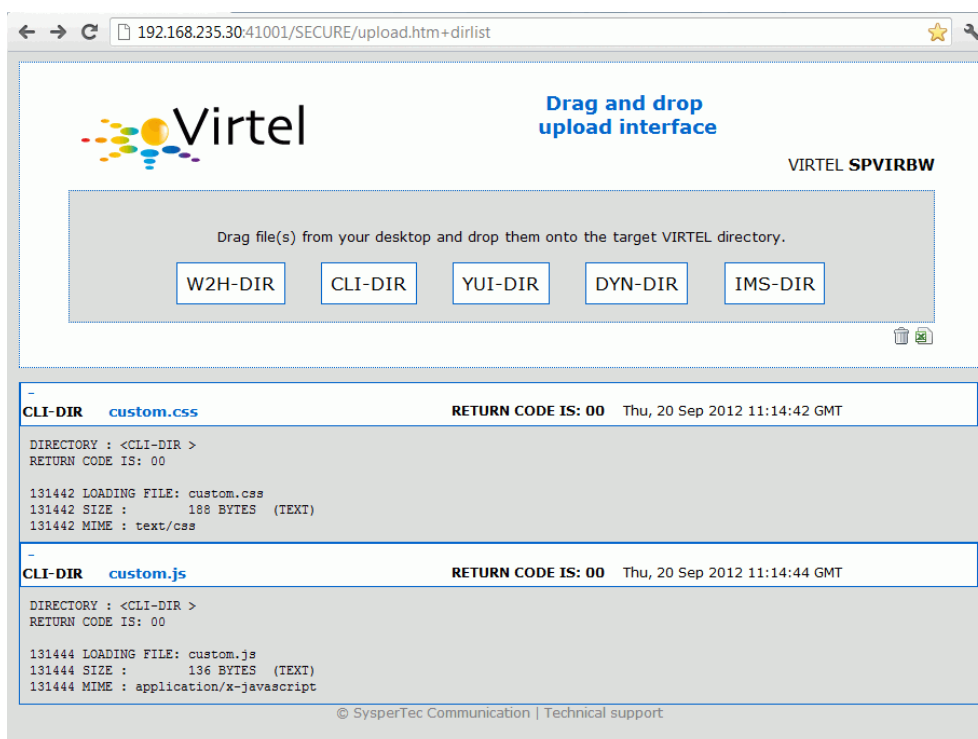 192.168.235.30:41001/SECURE/upload.htm+dirlist
Virtel
Drag and drop
upload interface
VIRTEL SPVIRBW
Drag file(s) from your desktop and drop them onto the target VIRTEL directory.
W2H-DIR CLI-DIR YUI-DIR DYN-DIR IMS-DIR
-
CLI-DIR custom.css RETURN CODE IS: 00 Thu, 20 Sep 2012 11:14:42 GMT
DIRECTORY : <CLI-DIR >
RETURN CODE IS: 00
131442 LOADING FILE: custom.css
131442 SIZE : 188 BYTES (TEXT)
131442 MIME : text/css
-
CLI-DIR custom.js RETURN CODE IS: 00 Thu, 20 Sep 2012 11:14:44 GMT
DIRECTORY : <CLI-DIR >
RETURN CODE IS: 00
131444 LOADING FILE: custom.js
131444 SIZE : 136 BYTES (TEXT)
131444 MIME : application/x-javascript
© SysperTec Communication | Technical support